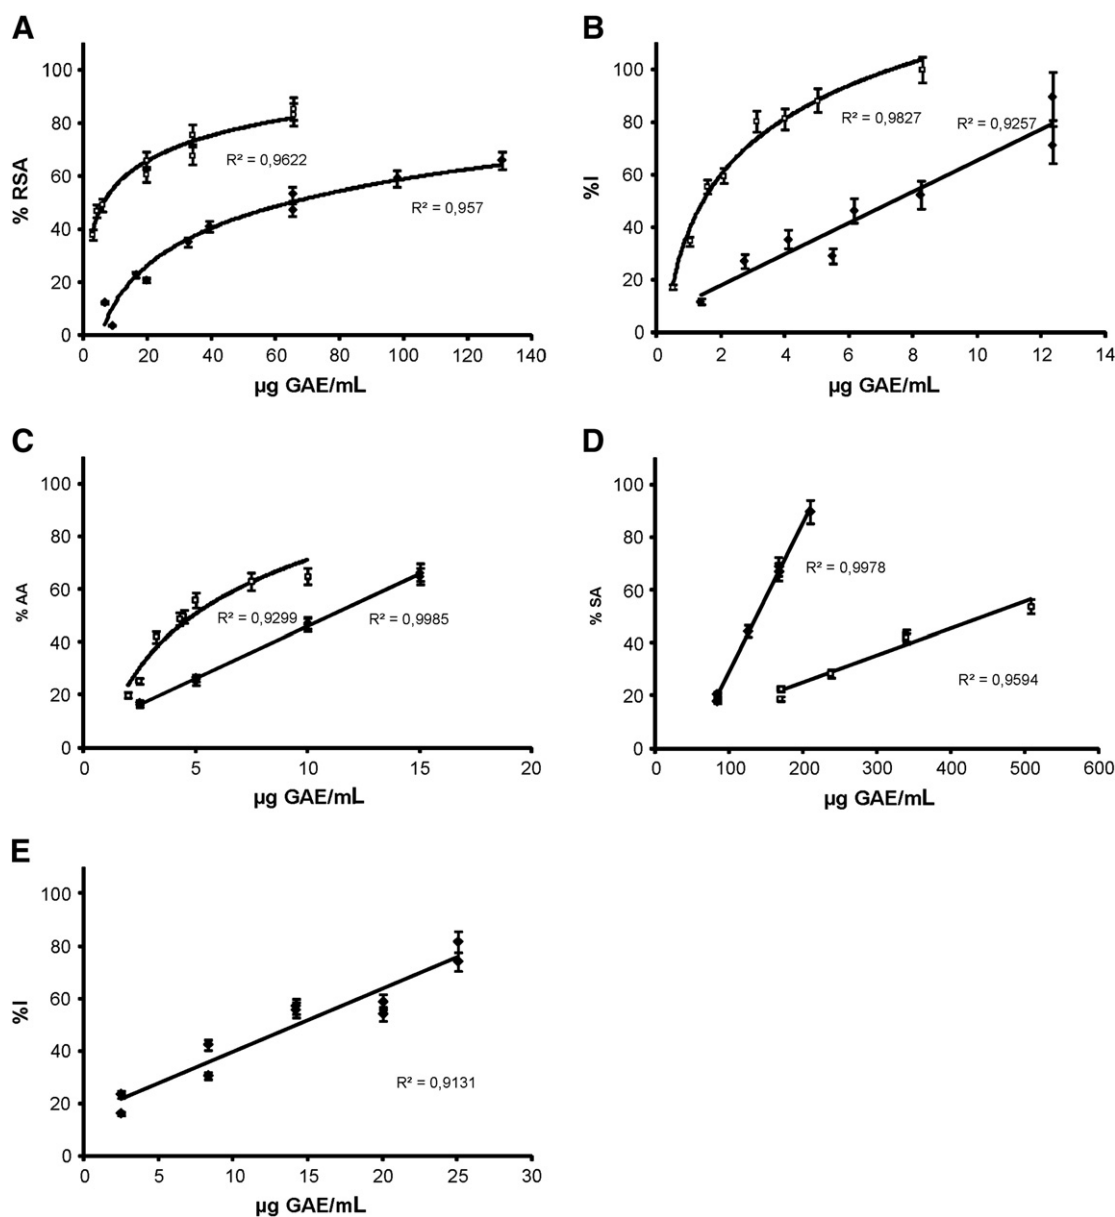 A
% RSA
100
80
60
40
20
0
R² = 0,9622
R² = 0,957
0 20 40 60 80 100 120 140
µg GAE/mL
B
%I
100
80
60
40
20
0
R² = 0,9827
R² = 0,9257
0 2 4 6 8 10 12 14
µg GAE/mL
C
% AA
100
80
60
40
20
0
R² = 0,9299
R² = 0,9985
0 5 10 15 20
µg GAE/mL
D
% SA
100
80
60
40
20
0
R² = 0,9978
R² = 0,9594
0 100 200 300 400 500 600
µg GAE/mL
E
%I
100
80
60
40
20
0
R² = 0,9131
0 5 10 15 20 25 30
µg GAE/mL